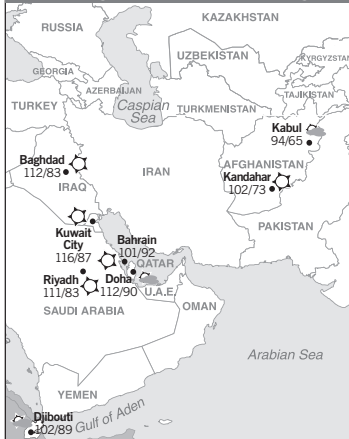 KAZAKHSTAN
RUSSIA
UZBEKISTAN
KYRGYZSTAN
GEORGIA
AZERBAIJAN
TAJIKISTAN
TURKEY
Caspian
Sea
TURKMENISTAN
Kabul
94/65
Baghdad
112/83
IRAN
AFGHANISTAN
Kandahar
102/73
IRAQ
PAKISTAN
Kuwait
City
116/87
Bahrain
101/92
QATAR
Riyadh
111/83
Doha
112/90
U.A.E.
SAUDI ARABIA
OMAN
Arabian Sea
YEMEN
Djibouti
102/89
Gulf of Aden